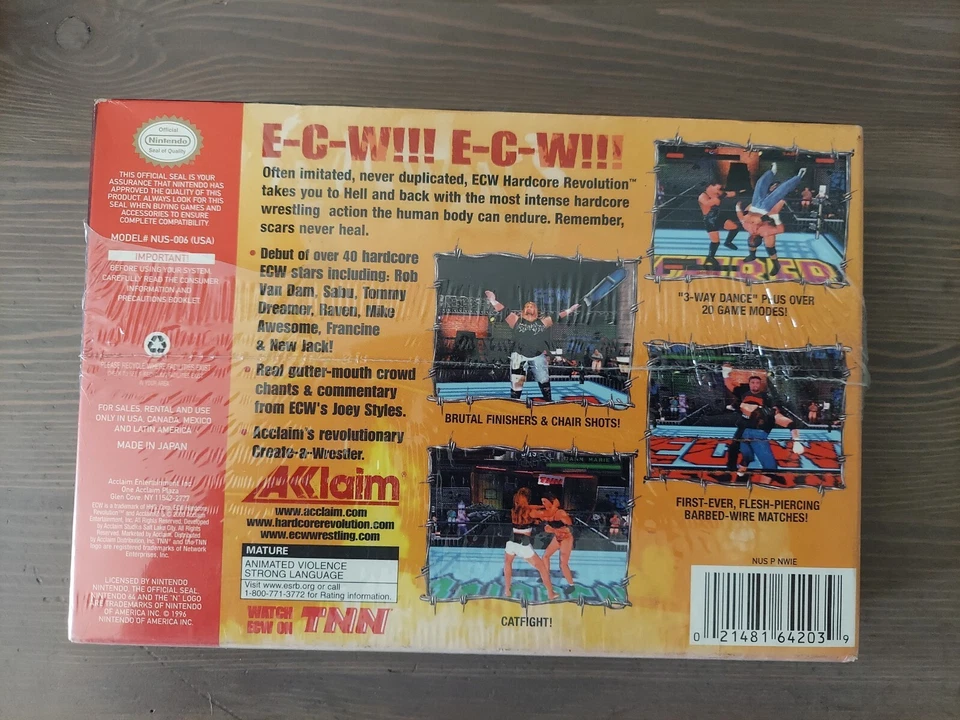 Official
Nintendo
Seal of Quality
THIS OFFICIAL SEAL IS YOUR
ASSURANCE THAT NINTENDO HAS
APPROVED THE QUALITY OF THIS
PRODUCT. ALWAYS LOOK FOR THIS
SEAL WHEN BUYING GAMES AND
ACCESSORIES TO ENSURE
COMPLETE COMPATIBILITY
MODEL# NUS-006 (USA)
IMPORTANT!
BEFORE USING YOUR SYSTEM,
CAREFULLY READ THE CONSUMER
INFORMATION AND
PRECAUTIONS BOOKLET
FOR SALES, RENTAL AND USE
ONLY IN USA, CANADA, MEXICO
AND LATIN AMERICA
MADE IN JAPAN
Acclaim Entertainment Inc.
One Acclaim Plaza
Glen Cove, NY 11542-2777
LICENSED BY NINTENDO
NINTENDO, THE OFFICIAL SEAL,
NINTENDO 64 AND THE "N" LOGO
ARE TRADEMARKS OF NINTENDO
OF AMERICA INC. © 1996
NINTENDO OF AMERICA INC.
E-C-W!!! E-C-W!!!
Often imitated, never duplicated, ECW Hardcore Revolution™
takes you to Hell and back with the most intense hardcore
wrestling action the human body can endure. Remember,
scars never heal.
• Debut of over 40 hardcore
ECW stars including: Rob
Van Dam, Sabu, Tommy
Dreamer, Raven, Mike
Awesome, Francine
& New Jack!
• Real gutter-mouth crowd
chants & commentary
from ECW's Joey Styles.
• Acclaim's revolutionary
Create-a-Wrestler.
AKKlaim
www.acclaim.com
www.hardcorerevolution.com
www.ecwwrestling.com
MATURE
ANIMATED VIOLENCE
STRONG LANGUAGE
Visit www.esrb.org or call
1-800-771-3772 for Rating information.
WATCH
ECW ON
TNN
BRUTAL FINISHERS & CHAIR SHOTS!
CATFIGHT!
"3-WAY DANCE" PLUS OVER
20 GAME MODES!
FIRST-EVER, FLESH-PIERCING
BARBED-WIRE MATCHES!
NUS P NWIE
0 21481 64203 9